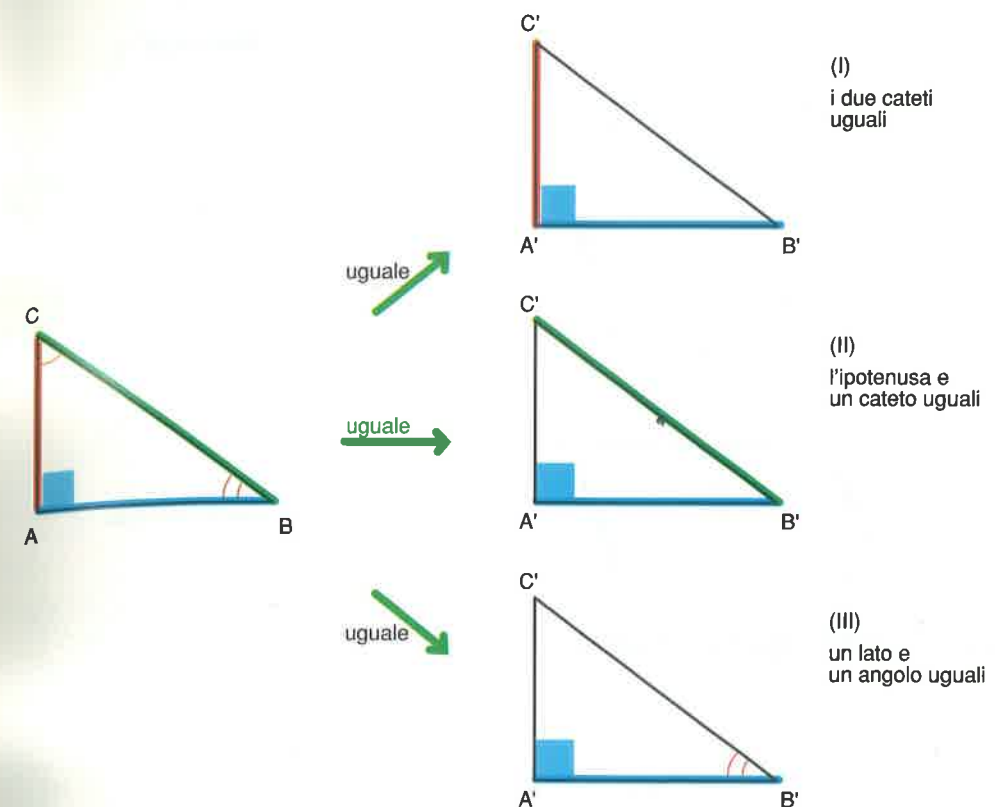 C'
(I)
i due cateti
uguali
A'
B'
uguale
C
A
B
uguale
C'
(II)
l'ipotenusa e
un cateto uguali
A'
B'
uguale
C'
(III)
un lato e
un angolo uguali
A'
B'